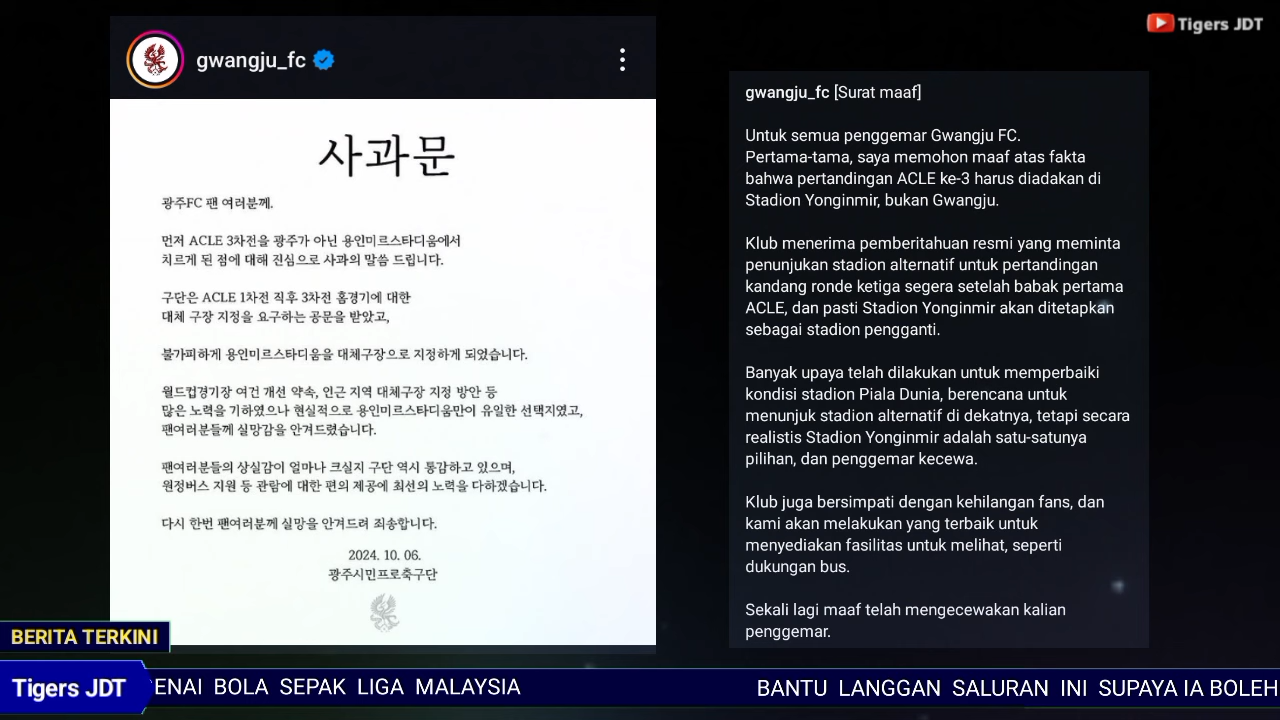 Tigers JDT
gwangju_fc
사과문
광주FC 팬 여러분께.
먼저 ACLE 3차전을 광주가 아닌 용인미르스타디움에서
치르게 된 점에 대해 진심으로 사과의 말씀 드립니다.
구단은 ACLE 1차전 직후 3차전 홈경기에 대한
대체 구장 지정을 요구하는 공문을 받았고,
불가피하게 용인미르스타디움을 대체구장으로 지정하게 되었습니다.
월드컵경기장 여건 개선 약속, 인근 지역 대체구장 지정 방안 등
많은 노력을 기하였으나 현실적으로 용인미르스타디움만이 유일한 선택지였고,
팬여러분들께 실망감을 안겨드렸습니다.
팬여러분들의 상실감이 얼마나 크실지 구단 역시 통감하고 있으며,
원정버스 지원 등 관람에 대한 편의 제공에 최선의 노력을 다하겠습니다.
다시 한번 팬여러분께 실망을 안겨드려 죄송합니다.
2024. 10. 06.
광주시민프로축구단
gwangju_fc [Surat maaf]
Untuk semua penggemar Gwangju FC.
Pertama-tama, saya memohon maaf atas fakta
bahwa pertandingan ACLE ke-3 harus diadakan di
Stadion Yonginmir, bukan Gwangju.
Klub menerima pemberitahuan resmi yang meminta
penunjukan stadion alternatif untuk pertandingan
kandang ronde ketiga segera setelah babak pertama
ACLE, dan pasti Stadion Yonginmir akan ditetapkan
sebagai stadion pengganti.
Banyak upaya telah dilakukan untuk memperbaiki
kondisi stadion Piala Dunia, berencana untuk
menunjuk stadion alternatif di dekatnya, tetapi secara
realistis Stadion Yonginmir adalah satu-satunya
pilihan, dan penggemar kecewa.
Klub juga bersimpati dengan kehilangan fans, dan
kami akan melakukan yang terbaik untuk
menyediakan fasilitas untuk melihat, seperti
dukungan bus.
Sekali lagi maaf telah mengecewakan kalian
penggemar.
BERITA TERKINI
Tigers JDT
ENAI BOLA SEPAK LIGA MALAYSIA BANTU LANGGAN SALURAN INI SUPAYA IA BOLEH